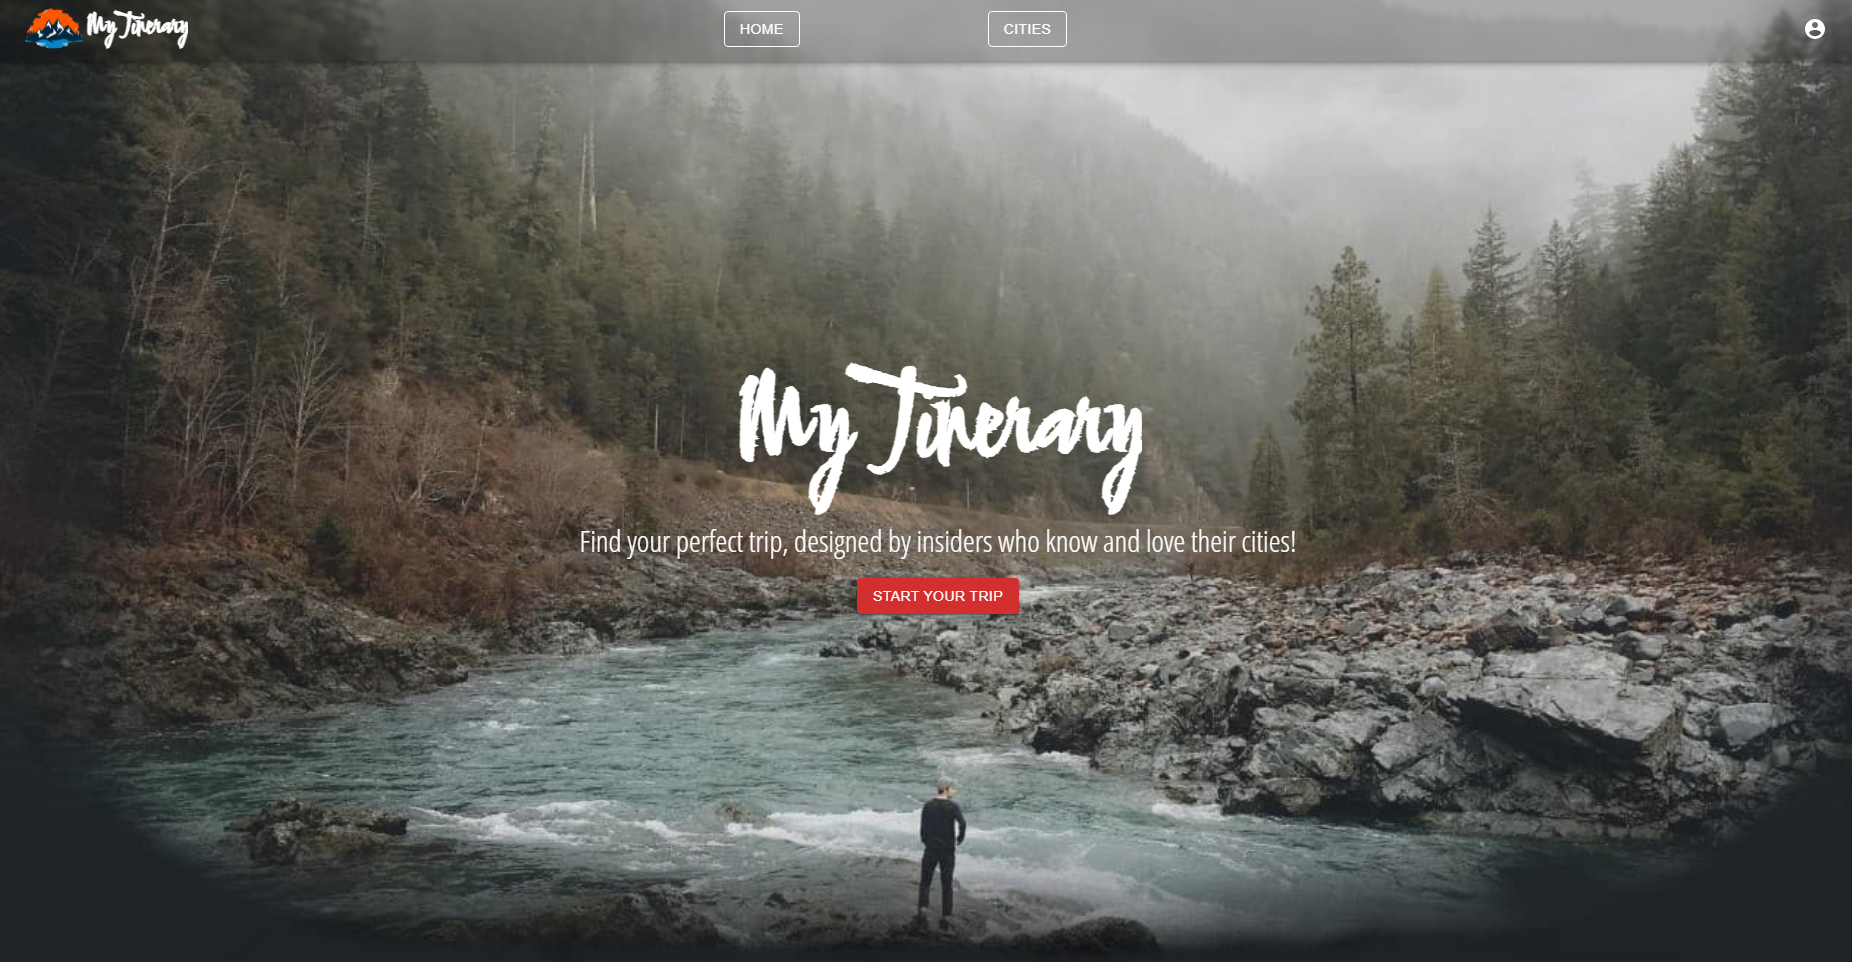 My Tinerary
HOME
CITIES
My Tinerary
Find your perfect trip, designed by insiders who know and love their cities!
START YOUR TRIP